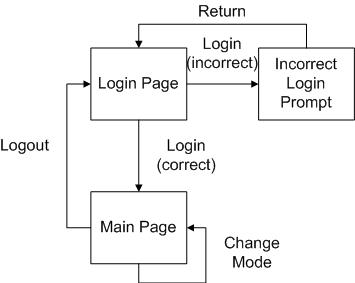 Return
Login
(incorrect)
Login Page
Incorrect
Login
Prompt
Logout
Login
(correct)
Main Page
Change
Mode